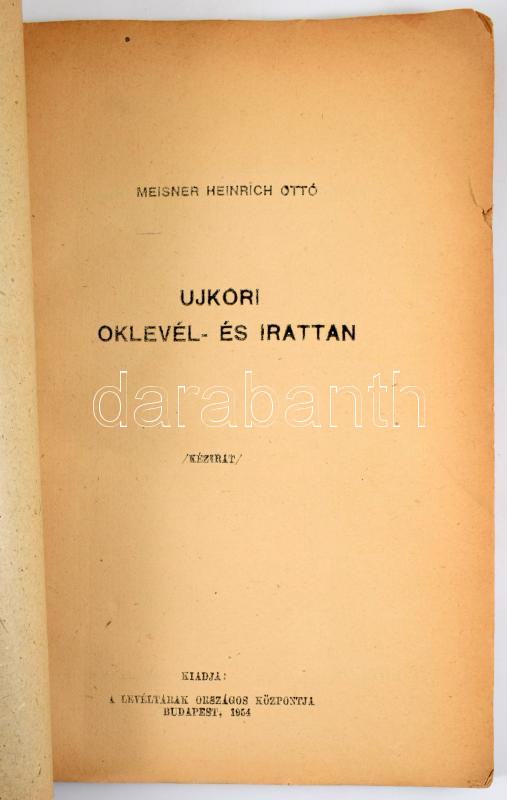 MEISNER HEINRICH OTTÓ
UJKORI
OKLEVÉL- ÉS IRATTAN
darabanth
/KÉZIRAT/
KIADJA:
A LEVÉLTÁRAK ORSZÁGOS KÖZPONTJA
BUDAPEST, 1954